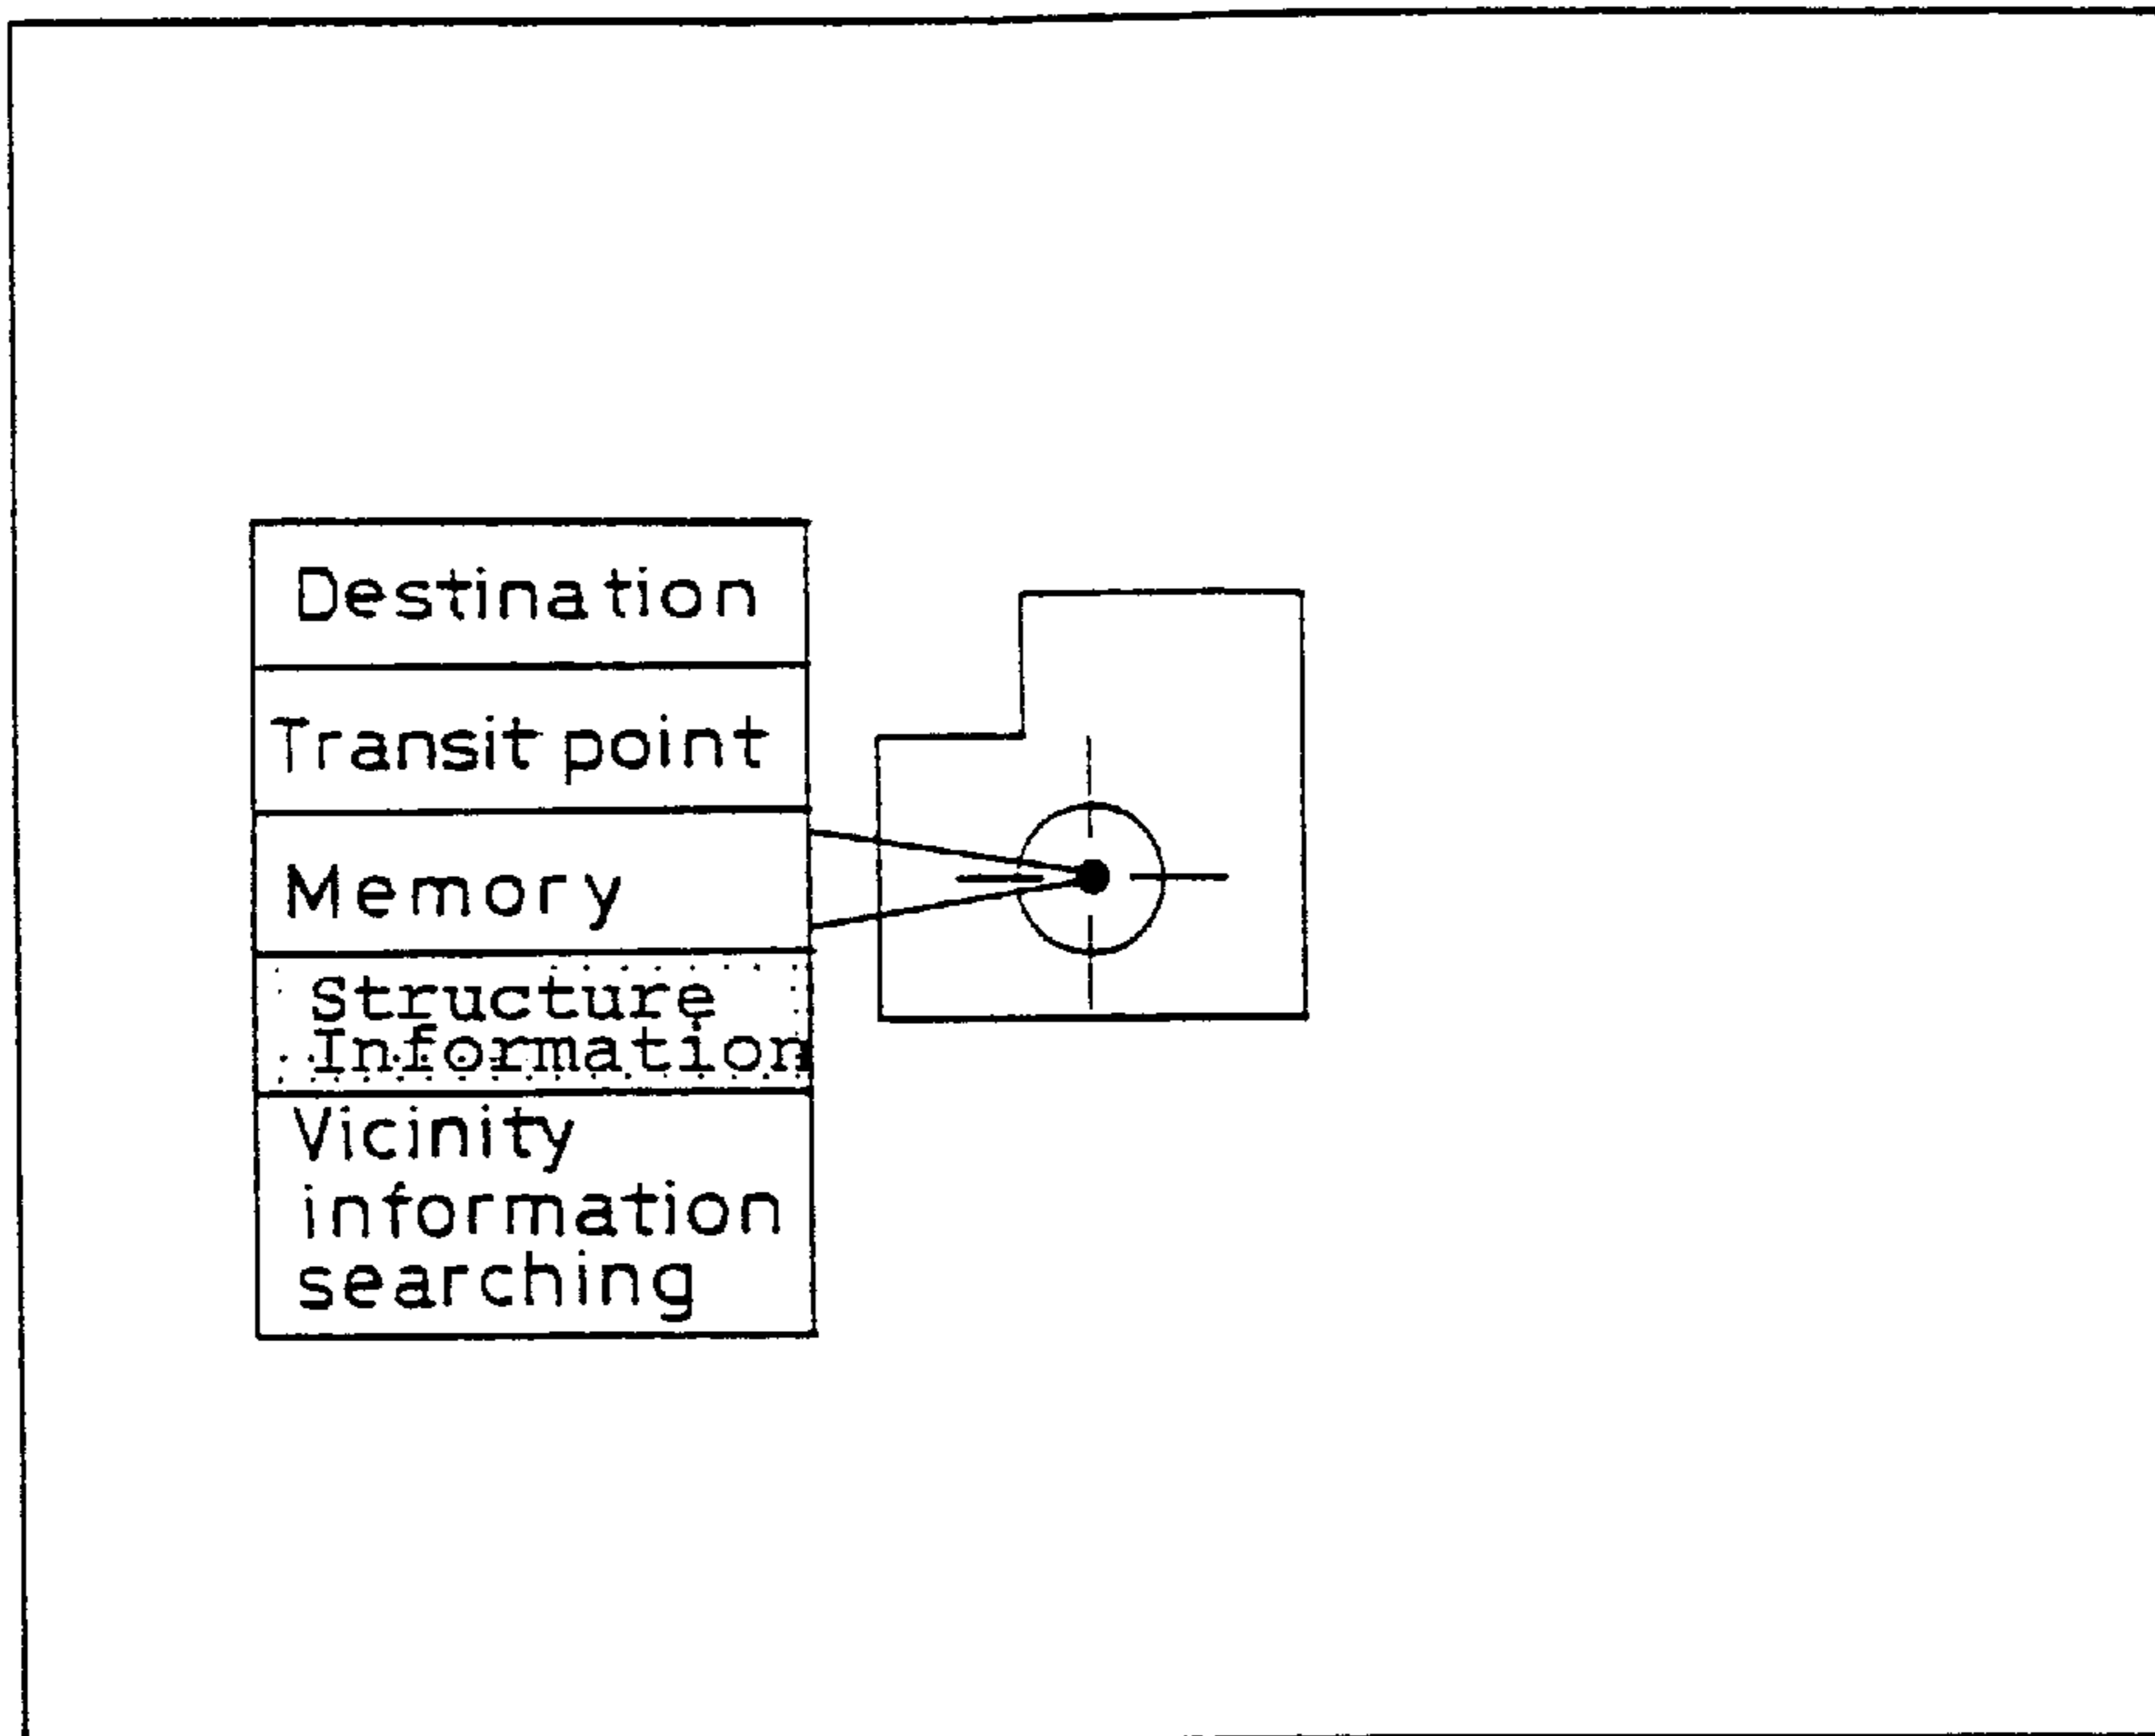 Destination
Transit point
Memory
Structure
Information
Vicinity
information
searching